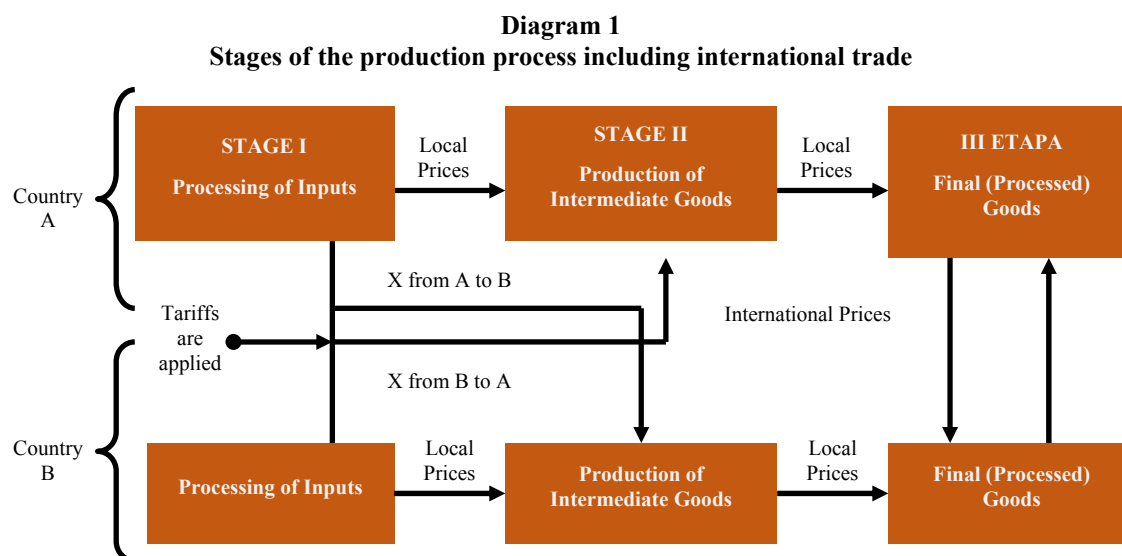 Diagram 1
Stages of the production process including international trade
Country
A
STAGE I
Processing of Inputs
Local
Prices
STAGE II
Production of
Intermediate Goods
Local
Prices
III ETAPA
Final (Processed)
Goods
X from A to B
International Prices
Tariffs
are
applied
X from B to A
Country
B
Processing of Inputs
Local
Prices
Production of
Intermediate Goods
Local
Prices
Final (Processed)
Goods